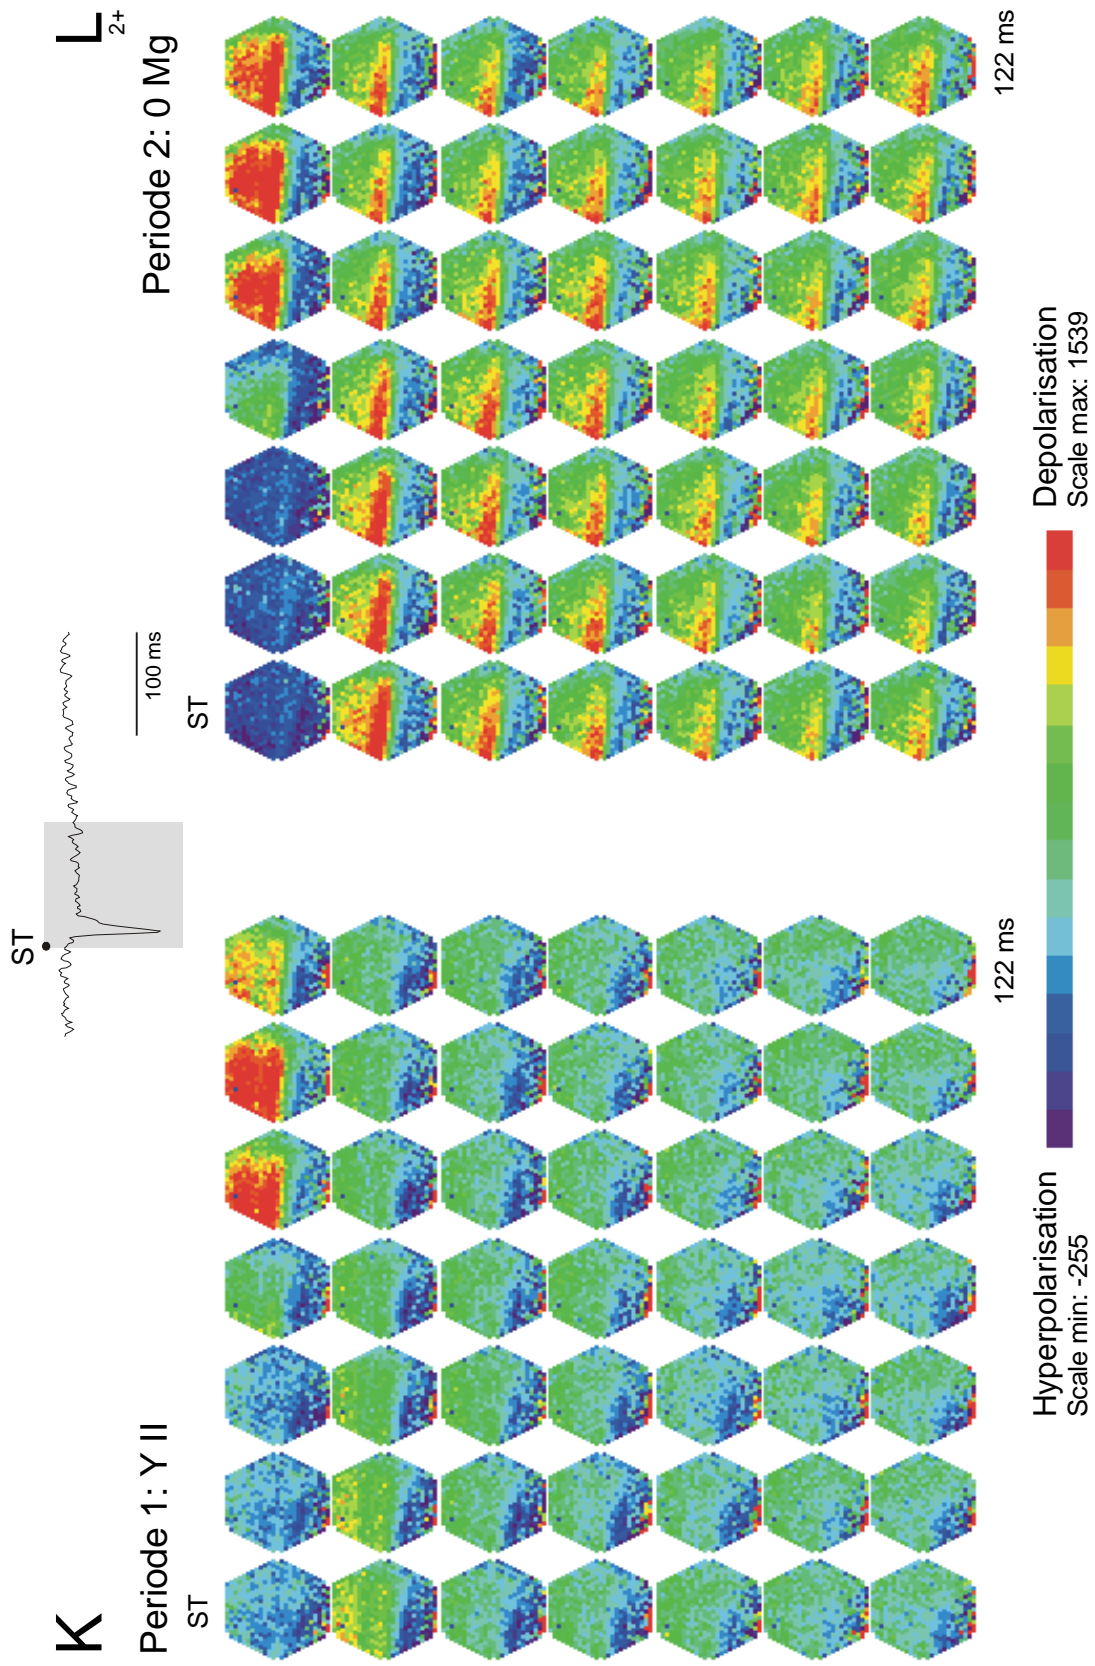 K
L
ST
100 ms
Periode 1: Y II
Periode 2: 0 Mg2+
ST
ST
122 ms
122 ms
Hyperpolarisation
Scale min: -255
Depolarisation
Scale max: 1539